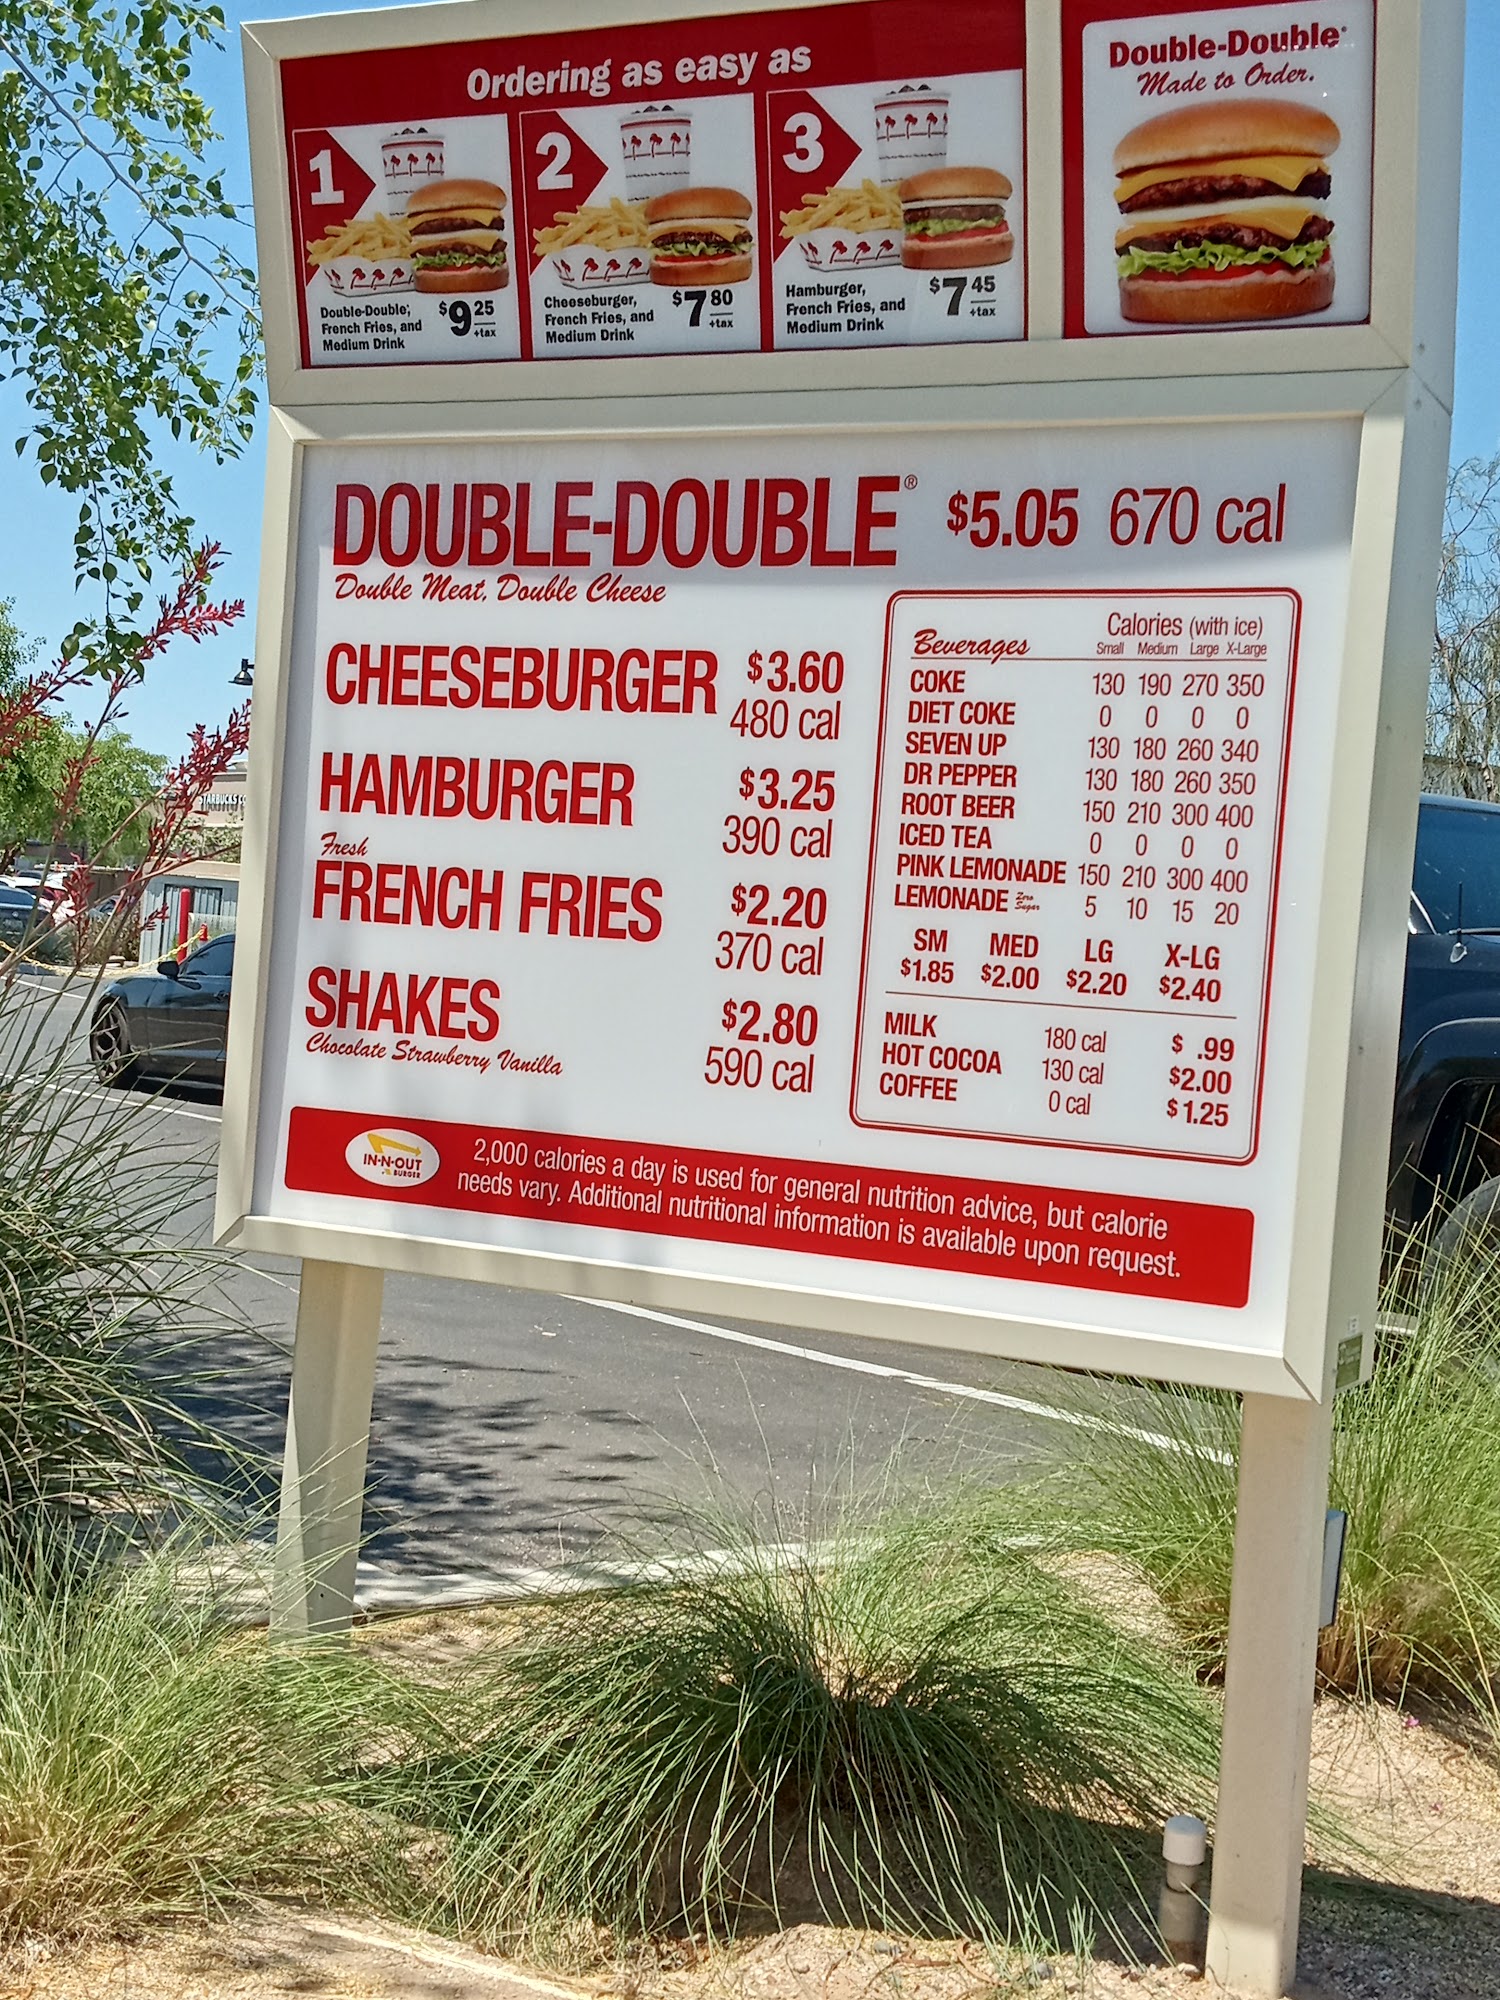 Ordering as easy as
1
Double-Double®,
French Fries, and
Medium Drink
$9 25
+tax
2
Cheeseburger,
French Fries, and
Medium Drink
$7 80
+tax
3
Hamburger,
French Fries, and
Medium Drink
$7 45
+tax
Double-Double®
Made to Order.
DOUBLE-DOUBLE® $5.05 670 cal
Double Meat, Double Cheese
CHEESEBURGER $3.60
480 cal
HAMBURGER $3.25
390 cal
Fresh
FRENCH FRIES $2.20
370 cal
SHAKES $2.80
Chocolate Strawberry Vanilla 590 cal
Beverages Calories (with ice)
Small Medium Large X-Large
COKE 130 190 270 350
DIET COKE 0 0 0 0
SEVEN UP 130 180 260 340
DR PEPPER 130 180 260 350
ROOT BEER 150 210 300 400
ICED TEA 0 0 0 0
PINK LEMONADE 150 210 300 400
LEMONADE Zero Sugar 5 10 15 20
SM MED LG X-LG
$1.85 $2.00 $2.20 $2.40
MILK 180 cal $ .99
HOT COCOA 130 cal $2.00
COFFEE 0 cal $1.25
IN-N-OUT
BURGER
2,000 calories a day is used for general nutrition advice, but calorie
needs vary. Additional nutritional information is available upon request.
STARBUCKS